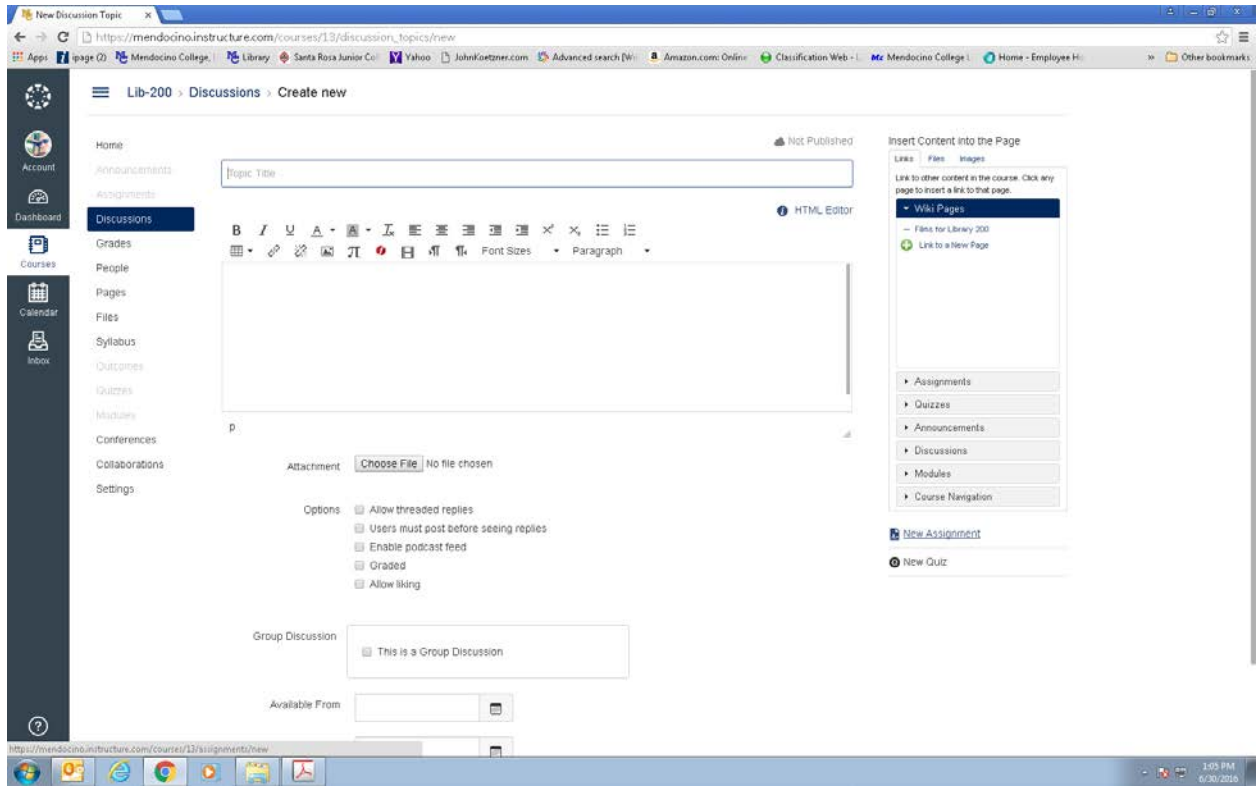 New Discussion Topic
https://mendocino.instructure.com/courses/13/discussion_topics/new
Apps ipage (2) Mendocino College, Library Santa Rosa Junior Col Yahoo JohnKoetzner.com Advanced search [W Amazon.com: Online Classification Web - Mendocino College Home - Employee H » Other bookmarks
Lib-200 > Discussions > Create new
Account
Dashboard
Courses
Calendar
Inbox
Home
Announcements
Assignments
Discussions
Grades
People
Pages
Files
Syllabus
Outcomes
Quizzes
Modules
Conferences
Collaborations
Settings
Not Published
Topic Title
HTML Editor
B I U A A
Font Sizes Paragraph
p
Attachment Choose File No file chosen
Options Allow threaded replies
Users must post before seeing replies
Enable podcast feed
Graded
Allow liking
Group Discussion
This is a Group Discussion
Available From
Insert Content into the Page
Links Files Images
Link to other content in the course. Click any
page to insert a link to that page.
Wiki Pages
Films for Library 200
Link to a New Page
Assignments
Quizzes
Announcements
Discussions
Modules
Course Navigation
New Assignment
New Quiz
https://mendocino.instructure.com/courses/13/assignments/new
1:05 PM
6/30/2016